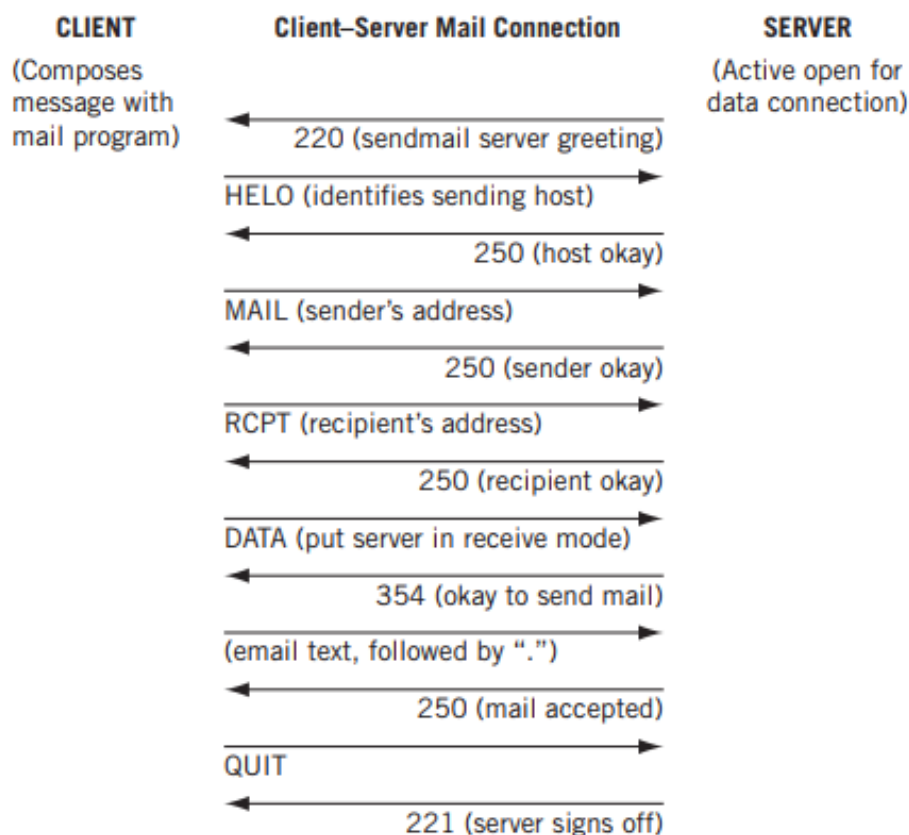 CLIENT
Client–Server Mail Connection
SERVER
(Composes
message with
mail program)
(Active open for
data connection)
220 (sendmail server greeting)
HELO (identifies sending host)
250 (host okay)
MAIL (sender's address)
250 (sender okay)
RCPT (recipient's address)
250 (recipient okay)
DATA (put server in receive mode)
354 (okay to send mail)
(email text, followed by “.”)
250 (mail accepted)
QUIT
221 (server signs off)